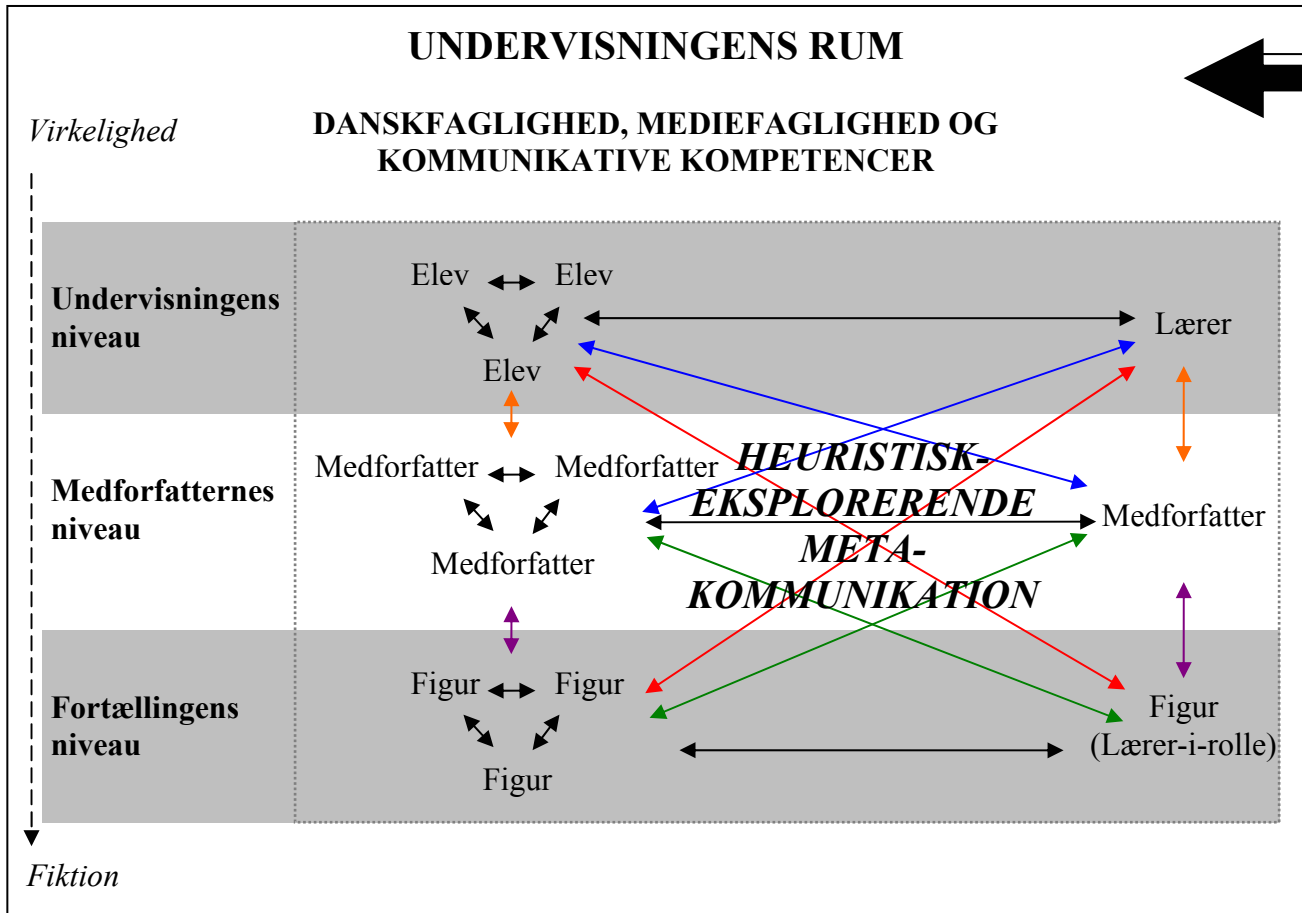 UNDERVISNINGENS RUM
Virkelighed
DANSKFAGLIGHED, MEDIEFAGLIGHED OG
KOMMUNIKATIVE KOMPETENCER
Undervisningens
niveau
Elev Elev
Elev
Lærer
Medforfatternes
niveau
Medforfatter Medforfatter
Medforfatter
HEURISTISK-
EKSPLORERENDE
META-
KOMMUNIKATION
Medforfatter
Fortællingens
niveau
Figur Figur
Figur
Figur
(Lærer-i-rolle)
Fiktion